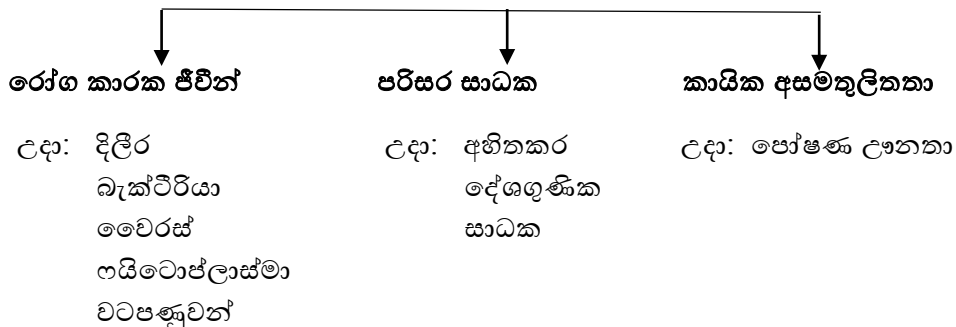 රෝග කාරක ජීවීන්
පරිසර සාධක
කායික අසමතුලිතතා
උදා: දිලීර
බැක්ටීරියා
වෛරස්
ෆයිටොප්ලාස්මා
වටපණුවන්
උදා: අහිතකර
දේශගුණික
සාධක
උදා: පෝෂණ ඌනතා